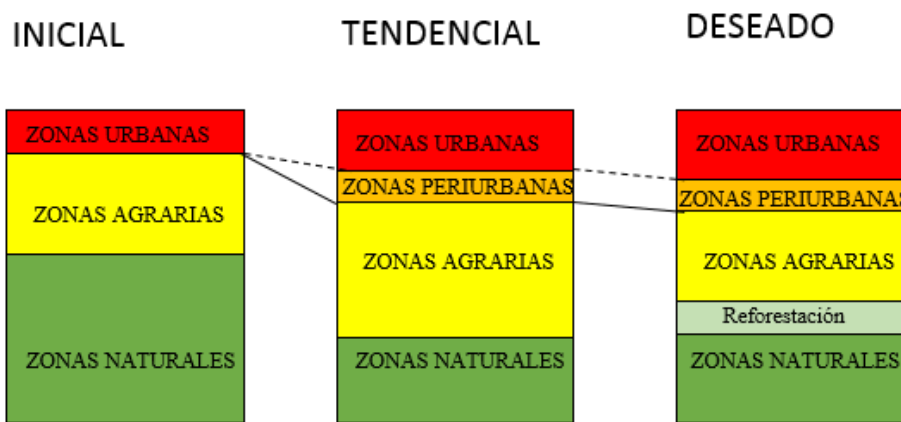 INICIAL
TENDENCIAL
DESEADO
ZONAS URBANAS
ZONAS AGRARIAS
ZONAS NATURALES
ZONAS URBANAS
ZONAS PERIURBANAS
ZONAS AGRARIAS
ZONAS NATURALES
ZONAS URBANAS
ZONAS PERIURBANAS
ZONAS AGRARIAS
Reforestación
ZONAS NATURALES